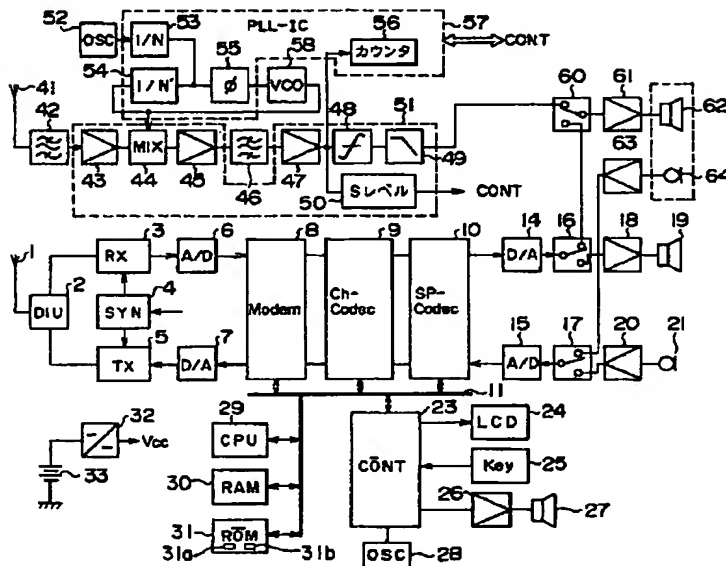 PLL-IC
52 53 55 58 56 57
OSC 1/N カウンタ CONT
54
1/N' φ VCO
41 42 48 51 60 61 62
MIX
43 44 45 46 47 49
63 64
50 Sレベル CONT
1 3 6 8 9 10 14 16 18 19
RX A/D Modem Ch-Codec SP-Codec D/A
2 4
DIU SYN
5 7 15 17 20 21
TX D/A A/D
11
32 29 23 24
Vcc CPU CONT LCD
33 25
Key
30 26 27
RAM
31 ROM
31a 31b OSC 28